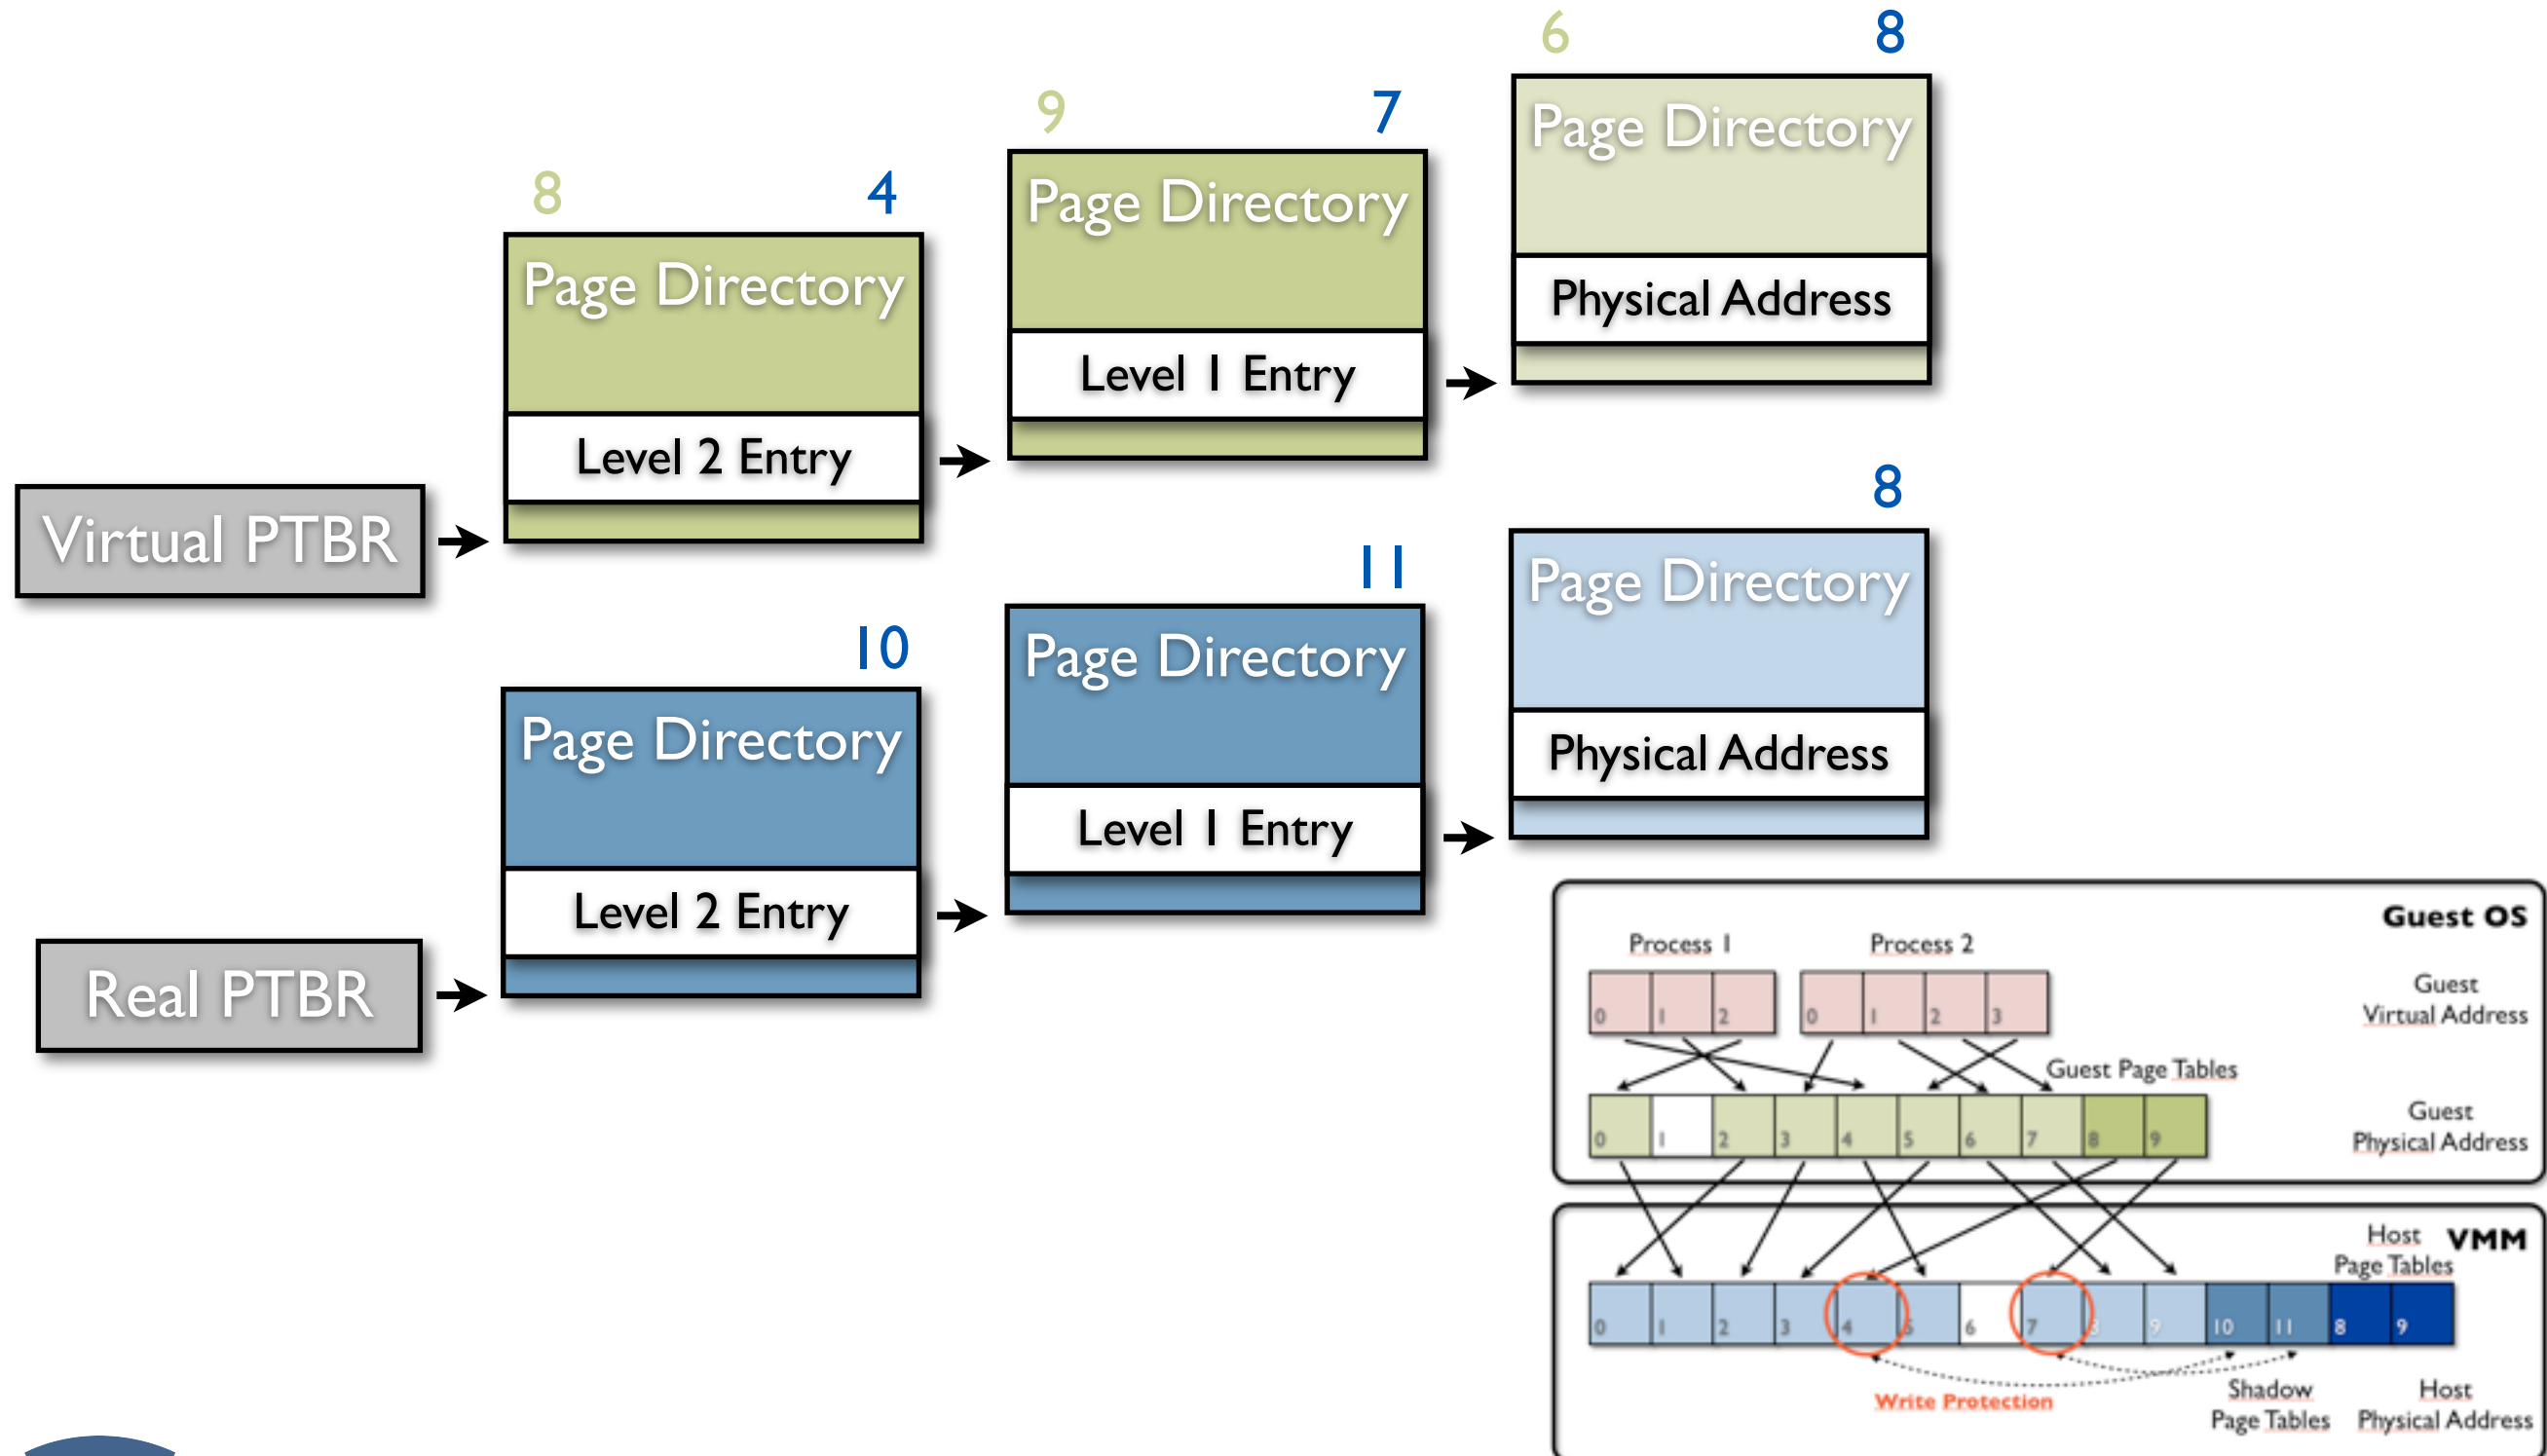 6 8
Page Directory
Physical Address
9 7
Page Directory
Level 1 Entry
8 4
Page Directory
Level 2 Entry
Virtual PTBR
8
Page Directory
Physical Address
11
Page Directory
Level 1 Entry
10
Page Directory
Level 2 Entry
Real PTBR
Guest OS
Process 1 Process 2
0 1 2 0 1 2 3
Guest
Virtual Address
Guest Page Tables
0 1 2 3 4 5 6 7 8 9
Guest
Physical Address
Host VMM
Page Tables
0 1 2 3 4 5 6 7 8 9 10 11 8 9
Write Protection
Shadow
Page Tables
Host
Physical Address